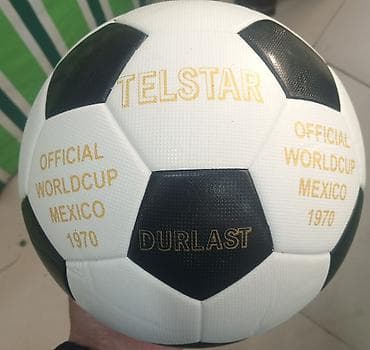 TELSTAR
OFFICIAL
WORLDCUP
MEXICO
1970
OFFICIAL
WORLDCUP
MEXICO
1970
DURLAST